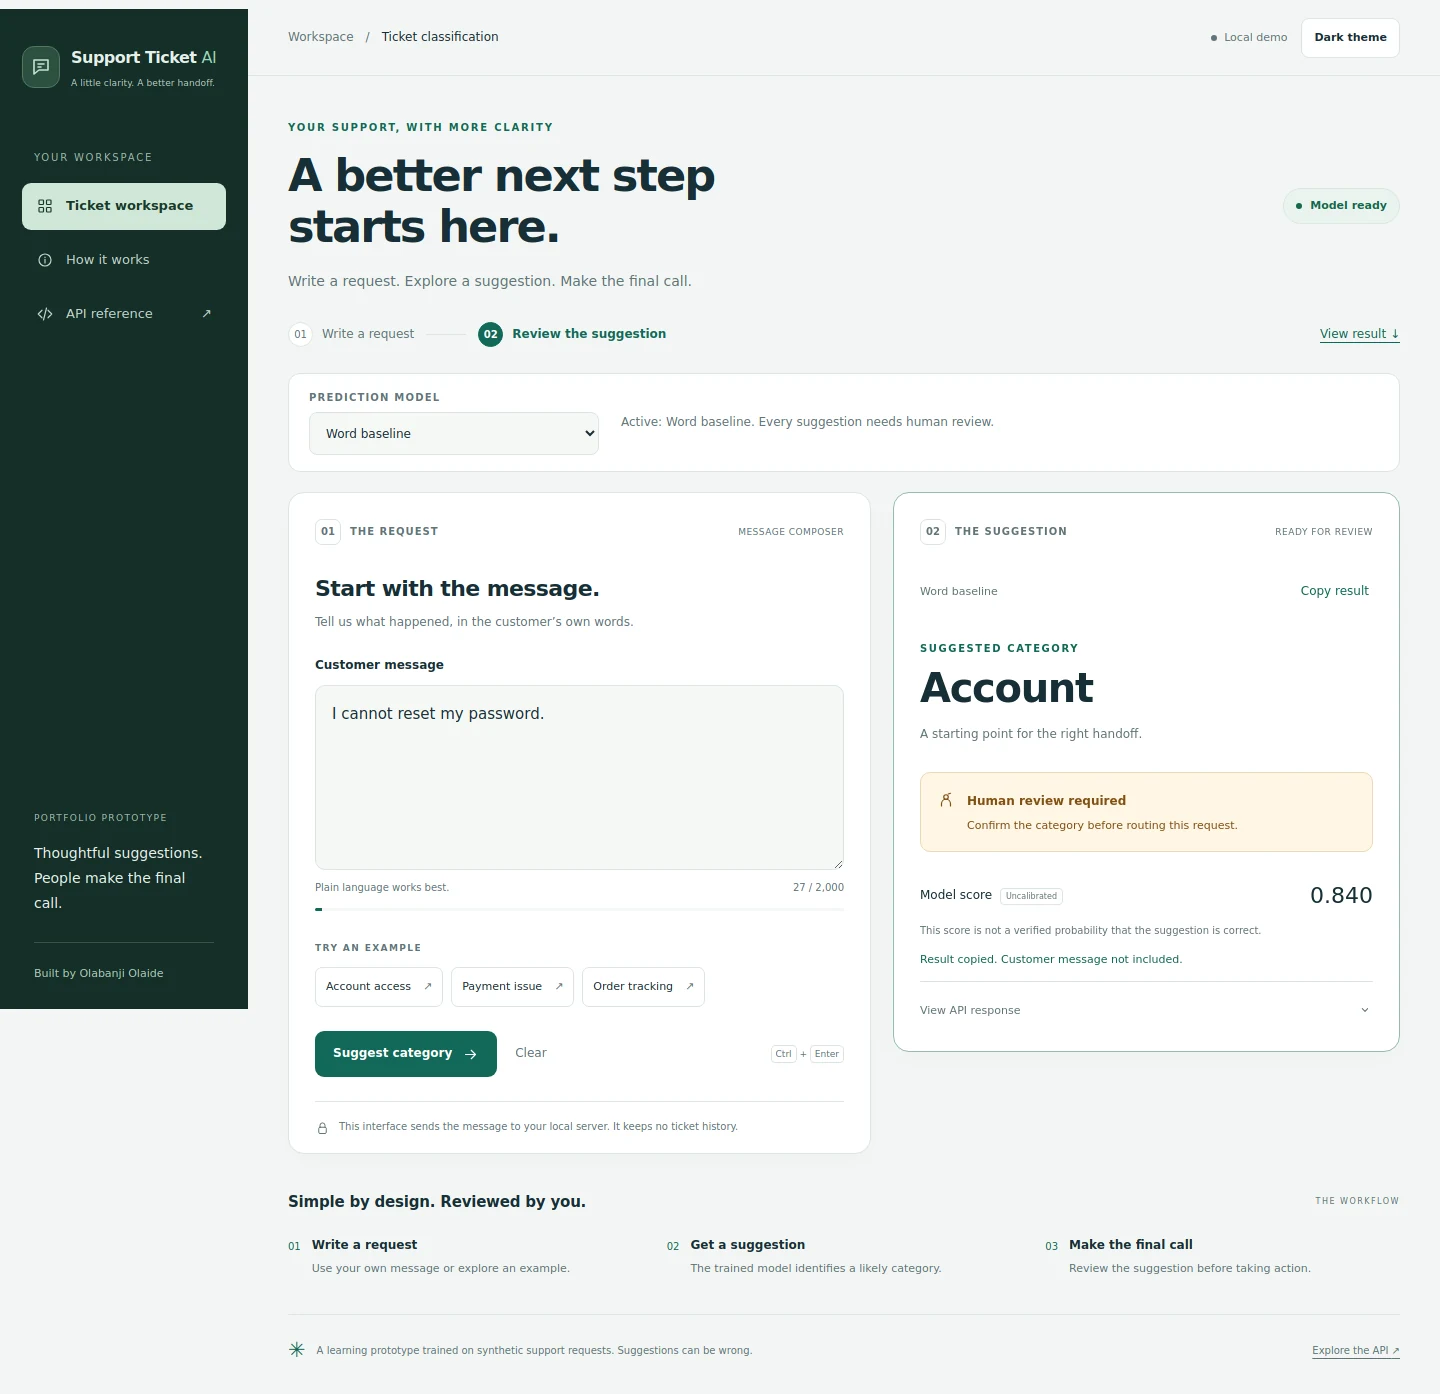 Support Ticket AI
A little clarity. A better handoff.
YOUR WORKSPACE
Ticket workspace
How it works
API reference ↗
PORTFOLIO PROTOTYPE
Thoughtful suggestions.
People make the final
call.
Built by Olabanji Olaide
Workspace / Ticket classification
Local demo
Dark theme
YOUR SUPPORT, WITH MORE CLARITY
A better next step
starts here.
Model ready
Write a request. Explore a suggestion. Make the final call.
01 Write a request
02 Review the suggestion
View result ↓
PREDICTION MODEL
Word baseline
Active: Word baseline. Every suggestion needs human review.
01 THE REQUEST
MESSAGE COMPOSER
Start with the message.
Tell us what happened, in the customer’s own words.
Customer message
I cannot reset my password.
Plain language works best.
27 / 2,000
TRY AN EXAMPLE
Account access ↗
Payment issue ↗
Order tracking ↗
Suggest category →
Clear
Ctrl + Enter
This interface sends the message to your local server. It keeps no ticket history.
02 THE SUGGESTION
READY FOR REVIEW
Word baseline
Copy result
SUGGESTED CATEGORY
Account
A starting point for the right handoff.
Human review required
Confirm the category before routing this request.
Model score Uncalibrated
0.840
This score is not a verified probability that the suggestion is correct.
Result copied. Customer message not included.
View API response
Simple by design. Reviewed by you.
THE WORKFLOW
01 Write a request
Use your own message or explore an example.
02 Get a suggestion
The trained model identifies a likely category.
03 Make the final call
Review the suggestion before taking action.
A learning prototype trained on synthetic support requests. Suggestions can be wrong.
Explore the API ↗